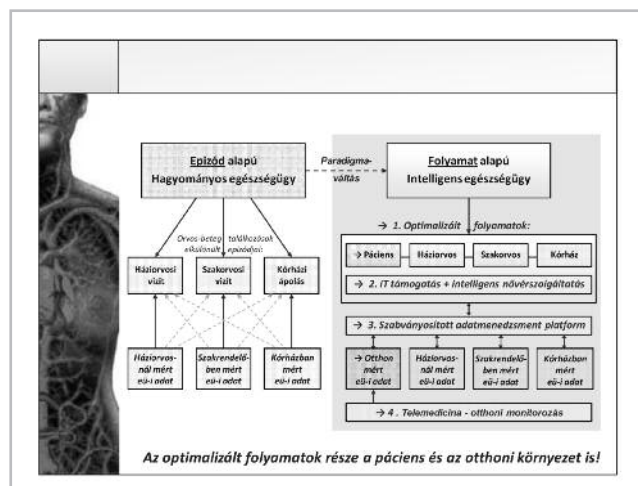 Epizód alapú
Hagyományos egészségügy
Paradigma-
váltás
Folyamat alapú
Intelligens egészségügy
Orvos-beteg találkozások
elkülönült epizódjai:
Háziorvosi
vizit
Szakorvosi
vizit
Kórházi
ápolás
Háziorvos-
nál mért
eü-i adat
Szakrendelő-
ben mért
eü-i adat
Kórházban
mért
eü-i adat
→ 1. Optimalizált folyamatok:
→ Páciens
Háziorvos
Szakorvos
Kórház
→ 2. IT támogatás + intelligens nővérszolgáltatás
→ 3. Szabványosított adatmenedzsment platform
→ Otthon
mért
eü-i adat
Háziorvos-
nál mért
eü-i adat
Szakrendelő-
ben mért
eü-i adat
Kórházban
mért
eü-i adat
→ 4 . Telemedicina - otthoni monitorozás
Az optimalizált folyamatok része a páciens és az otthoni környezet is!